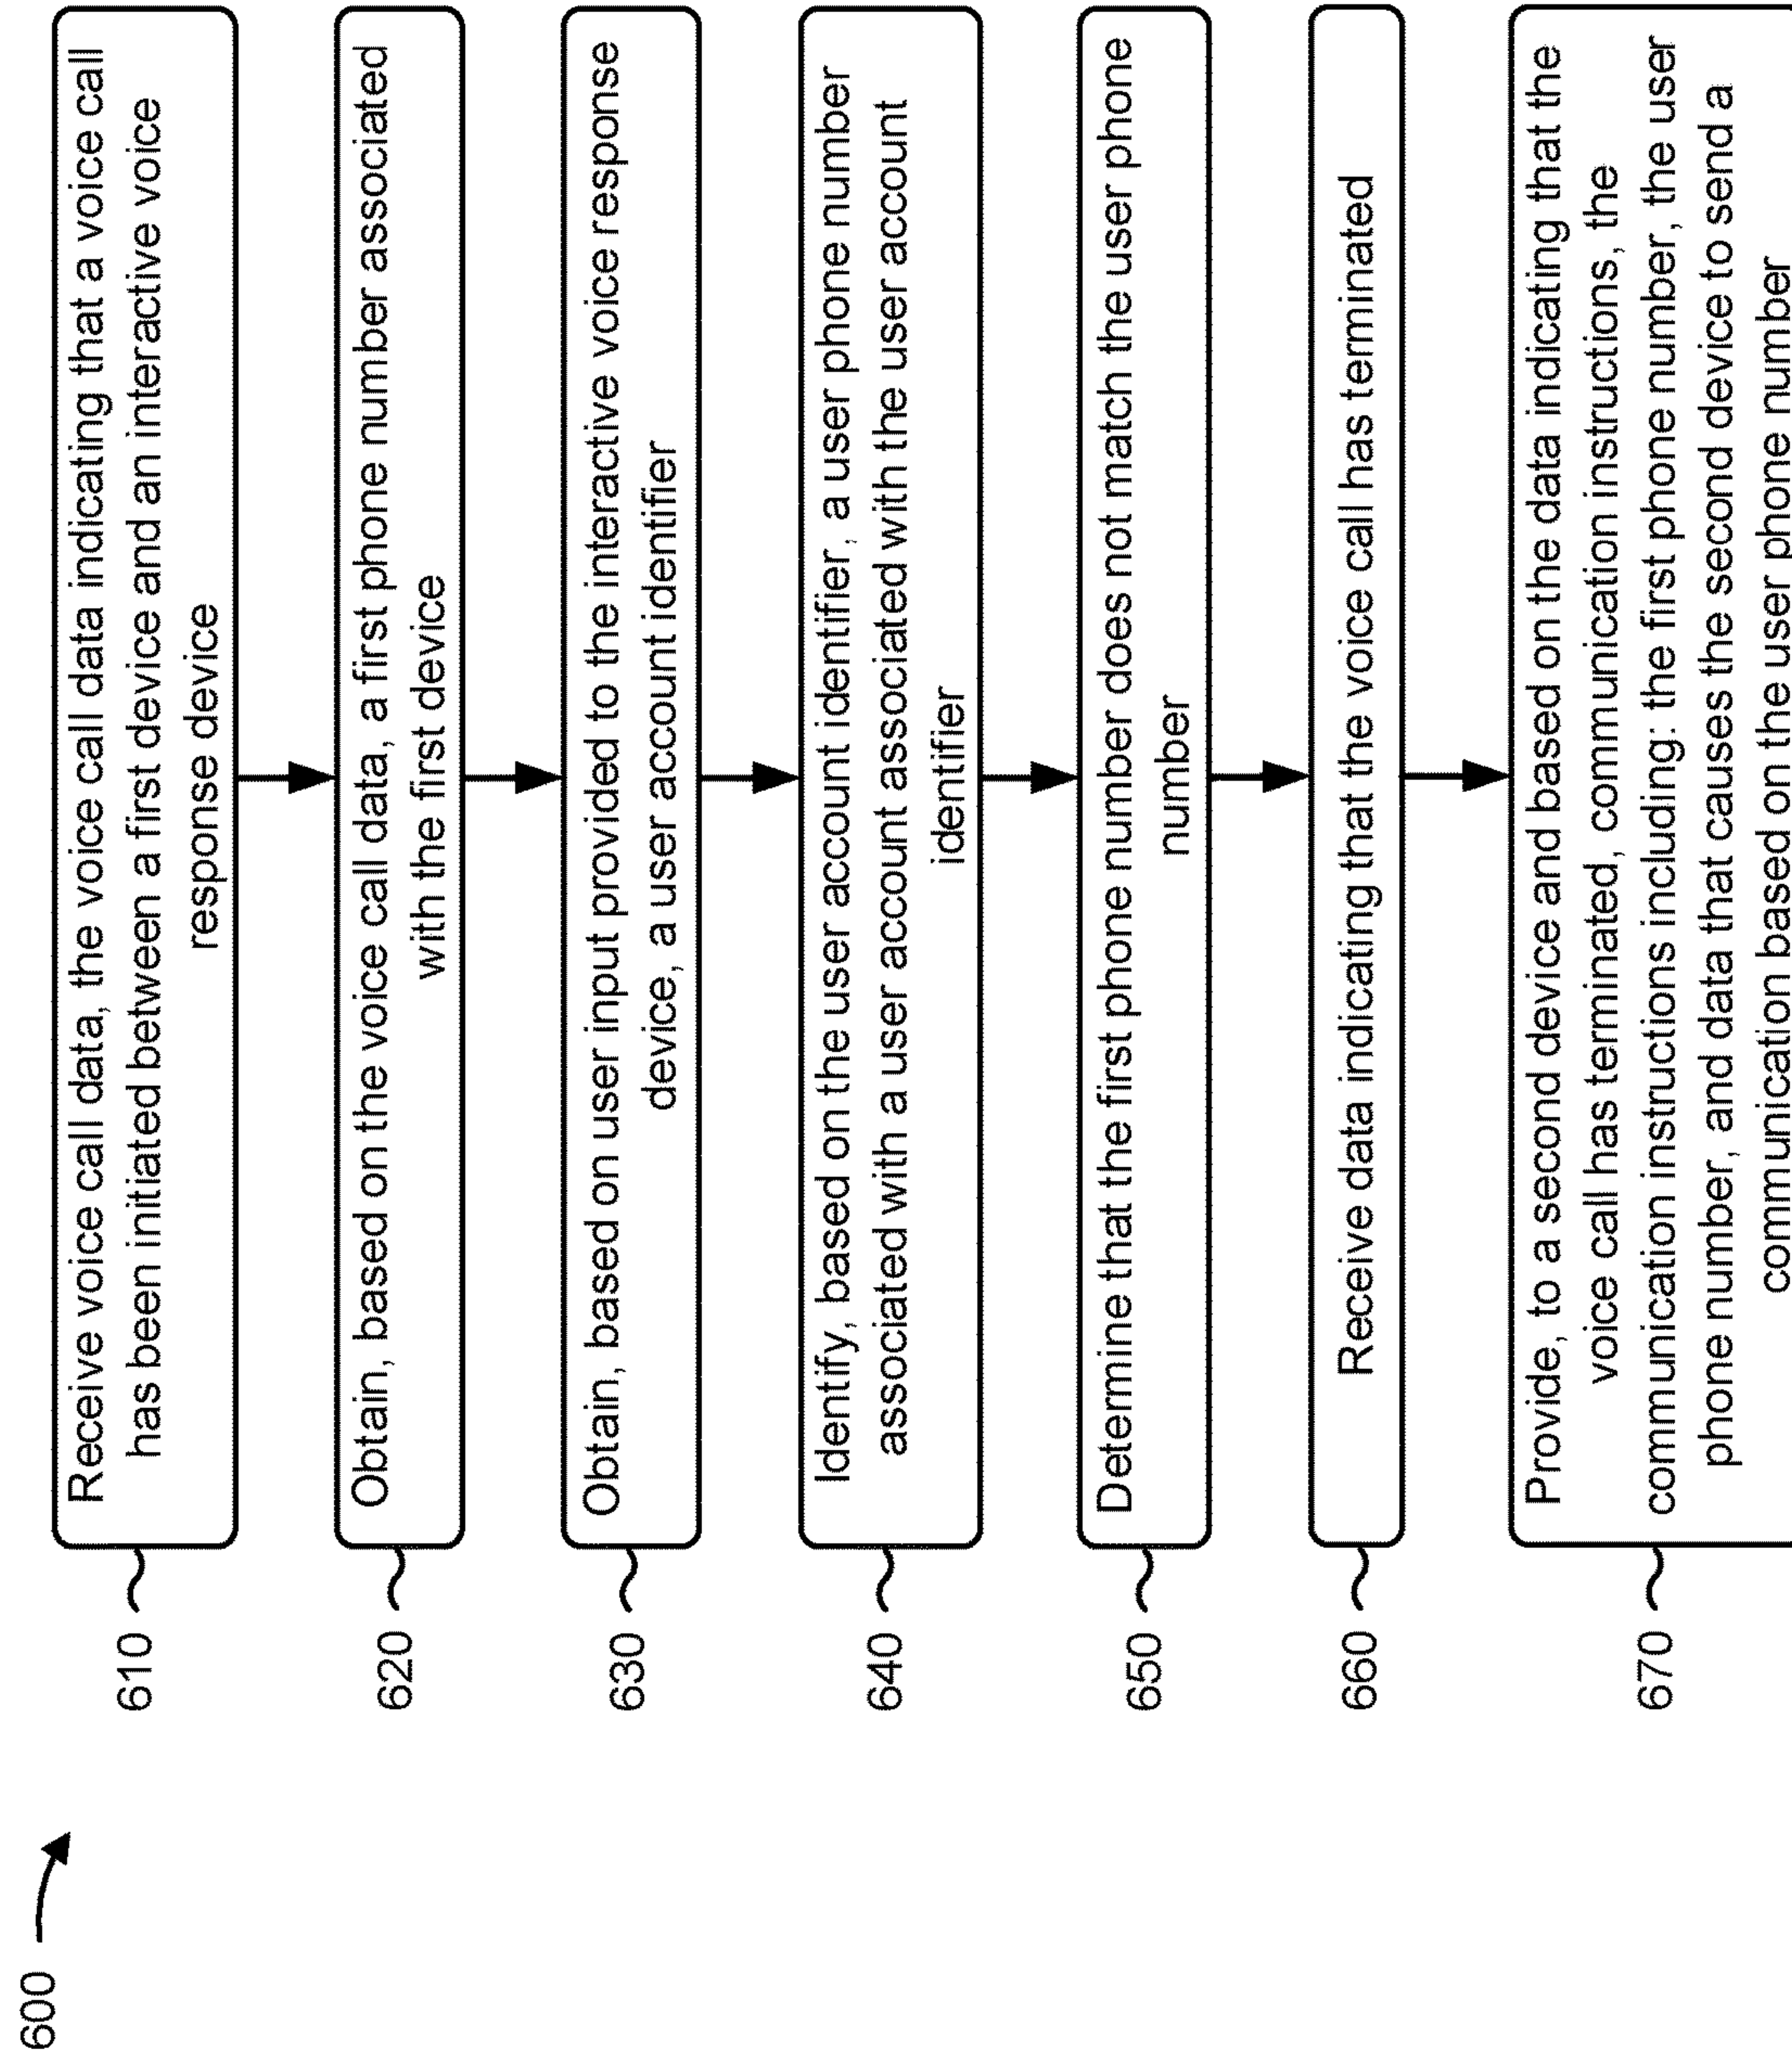 600
610
Receive voice call data, the voice call data indicating that a voice call
has been initiated between a first device and an interactive voice
response device
620
Obtain, based on the voice call data, a first phone number associated
with the first device
630
Obtain, based on user input provided to the interactive voice response
device, a user account identifier
640
Identify, based on the user account identifier, a user phone number
associated with a user account associated with the user account
identifier
650
Determine that the first phone number does not match the user phone
number
660
Receive data indicating that the voice call has terminated
670
Provide, to a second device and based on the data indicating that the
voice call has terminated, communication instructions, the
communication instructions including: the first phone number, the user
phone number, and data that causes the second device to send a
communication based on the user phone number